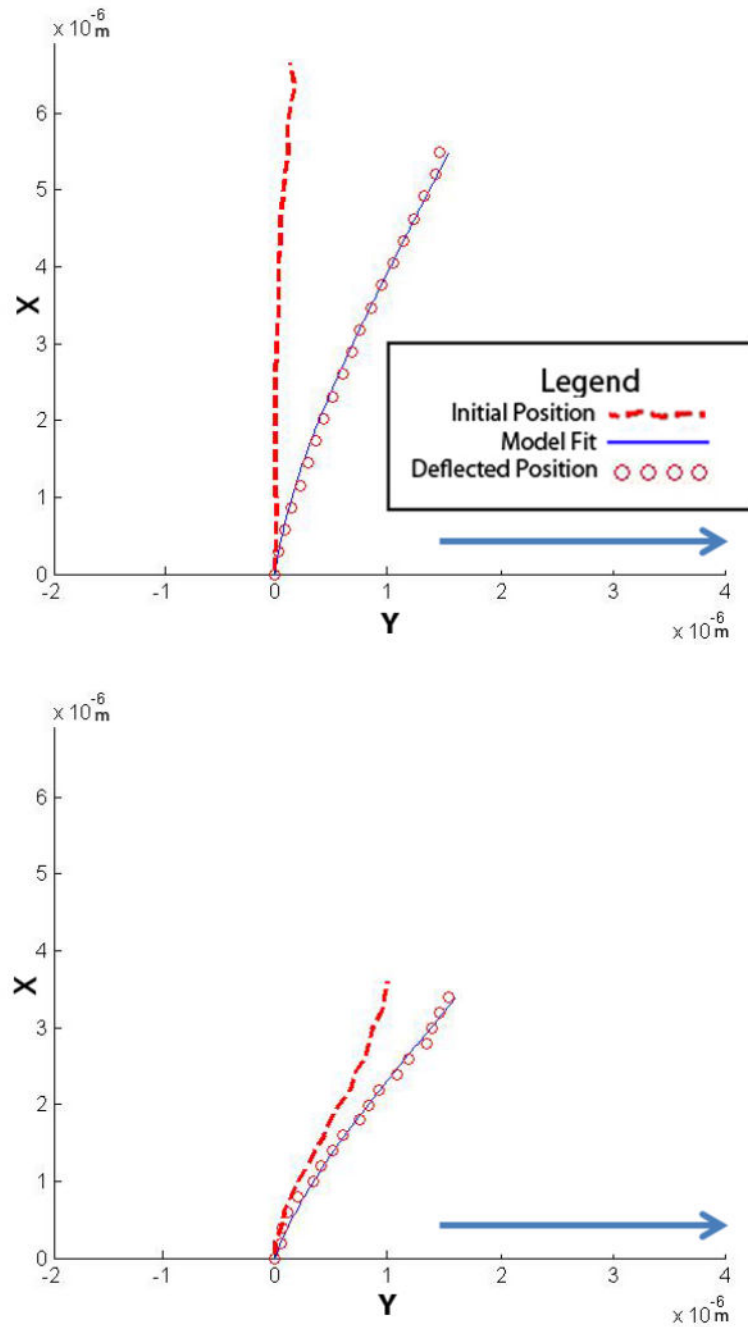 x 10-6 m
6
5
4
X
3
2
1
0
Legend
Initial Position
Model Fit
Deflected Position
-2 -1 0 1 2 3 4
Y
x 10-6 m
x 10-6 m
6
5
4
X
3
2
1
0
-2 -1 0 1 2 3 4
Y
x 10-6 m